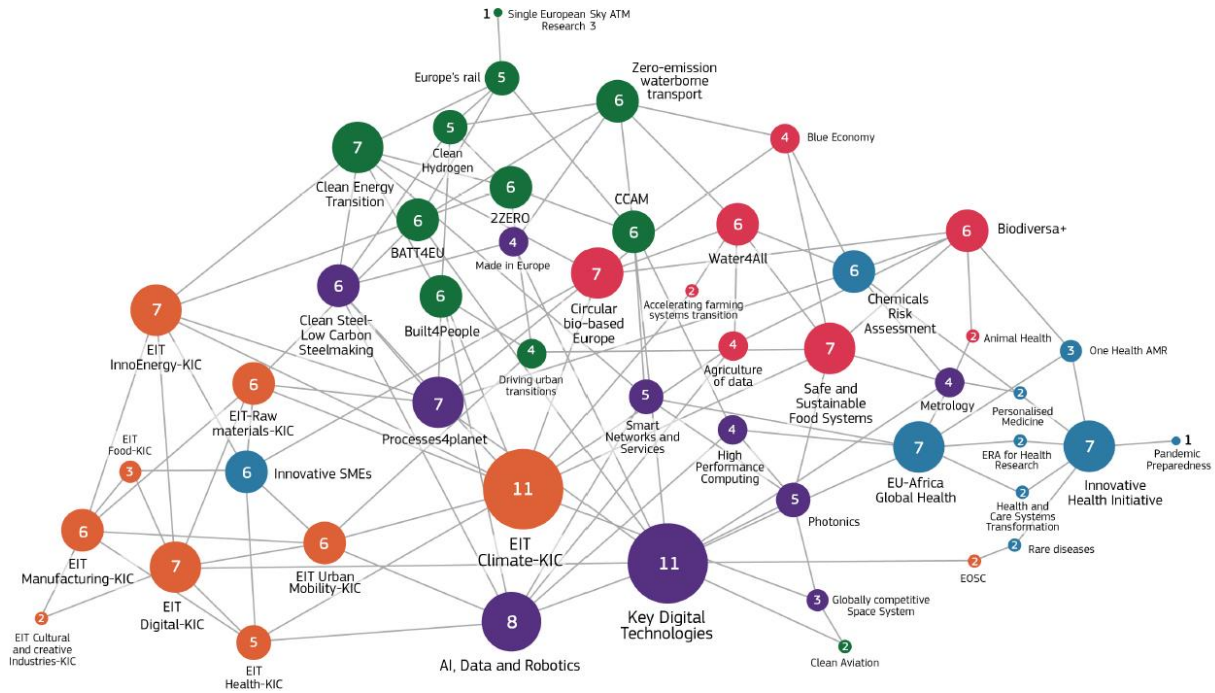 1 Single European Sky ATM
Research 3
Europe's rail 5
Zero-emission
waterborne
transport
6
5
Clean
Hydrogen
4 Blue Economy
7
Clean Energy
Transition
6
2ZERO
CCAM
6
6
BATT4EU
4
Made in Europe
6
Water4All
6 Biodiversa+
7
Circular
bio-based
Europe
6
Chemicals
Risk
Assessment
6
Clean Steel-
Low Carbon
Steelmaking
6
Built4People
2
Accelerating farming
systems transition
7
EIT
InnoEnergy-KIC
4
Driving urban
transitions
4
Agriculture
of data
7
Safe and
Sustainable
Food Systems
2 Animal Health
3 One Health AMR
6
EIT-Raw
materials-KIC
7
Processes4planet
5
Smart
Networks and
Services
4
Metrology
2
Personalised
Medicine
4
High
Performance
Computing
EIT
Food-KIC
3
6 Innovative SMEs
11
EIT
Climate-KIC
7
EU-Africa
Global Health
2
ERA for Health
Research
7
Innovative
Health Initiative
1
Pandemic
Preparedness
5
Photonics
2
Health and
Care Systems
Transformation
6
EIT
Manufacturing-KIC
7
EIT
Digital-KIC
6
EIT Urban
Mobility-KIC
11
Key Digital
Technologies
2 Rare diseases
2
EOSC
2
EIT Cultural
and creative
Industries-KIC
5
EIT
Health-KIC
8
AI, Data and Robotics
3 Globally competitive
Space System
2
Clean Aviation